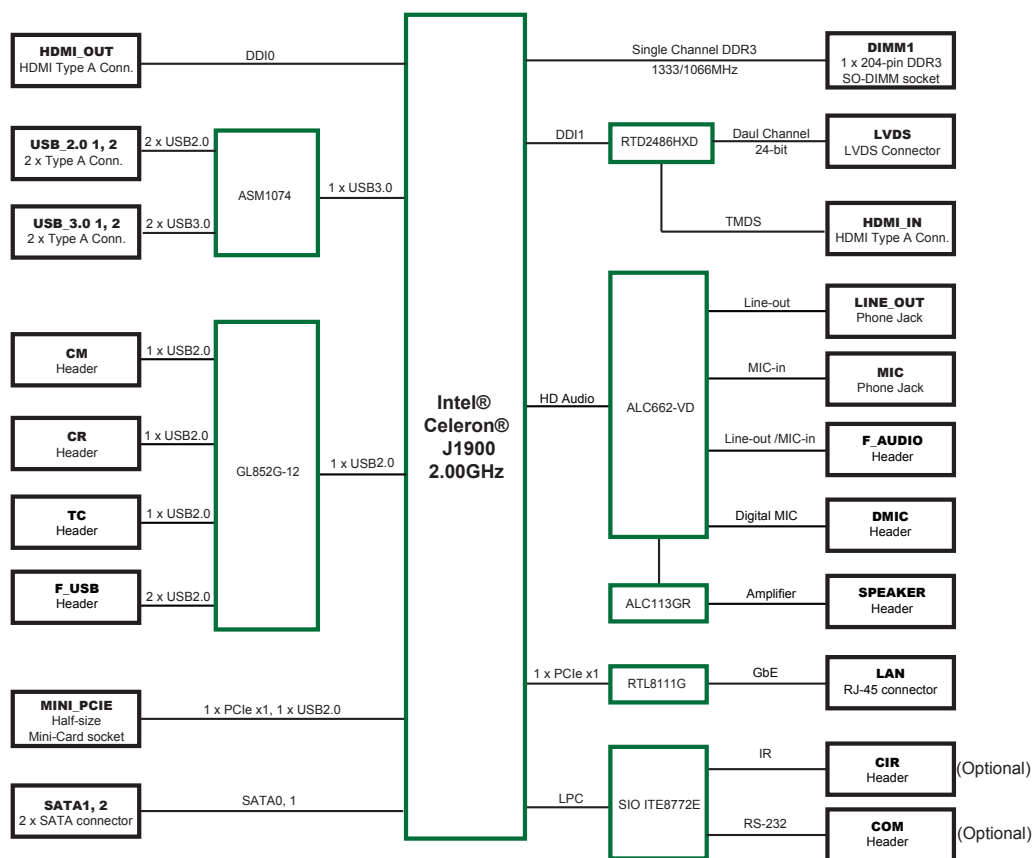 HDMI_OUT
HDMI Type A Conn.
DDI0
USB_2.0 1, 2
2 x Type A Conn.
2 x USB2.0
USB_3.0 1, 2
2 x Type A Conn.
2 x USB3.0
ASM1074
1 x USB3.0
CM
Header
1 x USB2.0
CR
Header
1 x USB2.0
TC
Header
1 x USB2.0
F_USB
Header
2 x USB2.0
GL852G-12
1 x USB2.0
MINI_PCIE
Half-size
Mini-Card socket
1 x PCIe x1, 1 x USB2.0
SATA1, 2
2 x SATA connector
SATA0, 1
Intel®
Celeron®
J1900
2.00GHz
Single Channel DDR3
1333/1066MHz
DIMM1
1 x 204-pin DDR3
SO-DIMM socket
DDI1
RTD2486HXD
Daul Channel
24-bit
LVDS
LVDS Connector
TMDS
HDMI_IN
HDMI Type A Conn.
HD Audio
ALC662-VD
Line-out
LINE_OUT
Phone Jack
MIC-in
MIC
Phone Jack
Line-out /MIC-in
F_AUDIO
Header
Digital MIC
DMIC
Header
ALC113GR
Amplifier
SPEAKER
Header
1 x PCIe x1
RTL8111G
GbE
LAN
RJ-45 connector
LPC
SIO ITE8772E
IR
CIR
Header
(Optional)
RS-232
COM
Header
(Optional)